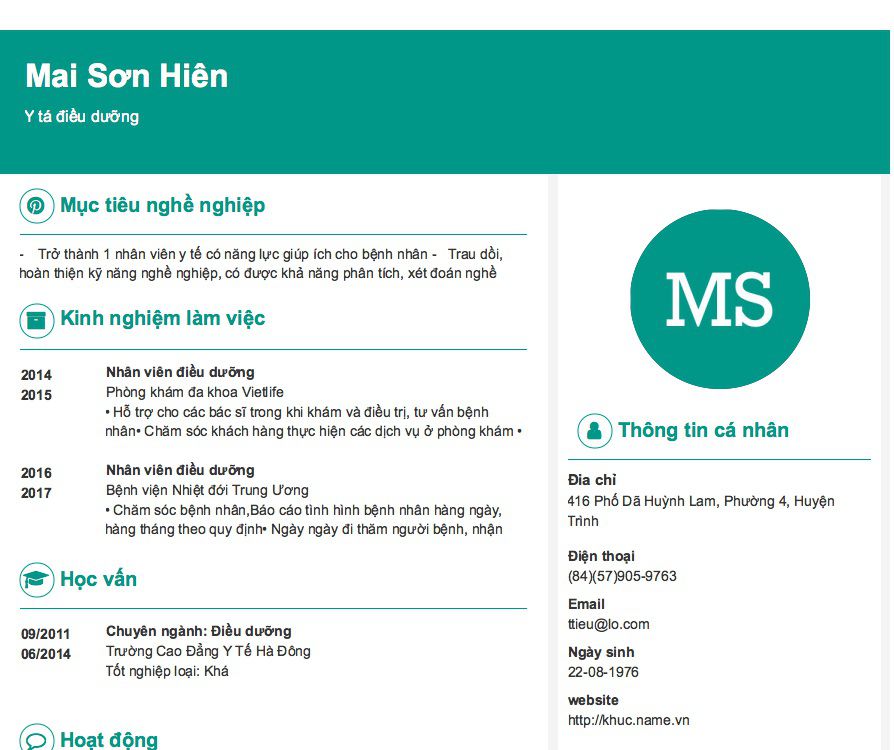 Mai Sơn Hiên
Y tá điều dưỡng
Mục tiêu nghề nghiệp
- Trở thành 1 nhân viên y tế có năng lực giúp ích cho bệnh nhân - Trau dồi,
hoàn thiện kỹ năng nghề nghiệp, có được khả năng phân tích, xét đoán nghề
Kinh nghiệm làm việc
2014
2015
Nhân viên điều dưỡng
Phòng khám đa khoa Vietlife
• Hỗ trợ cho các bác sĩ trong khi khám và điều trị, tư vấn bệnh
nhân• Chăm sóc khách hàng thực hiện các dịch vụ ở phòng khám •
2016
2017
Nhân viên điều dưỡng
Bệnh viện Nhiệt đới Trung Ương
• Chăm sóc bệnh nhân,Báo cáo tình hình bệnh nhân hàng ngày,
hàng tháng theo quy định• Ngày ngày đi thăm người bệnh, nhận
Học vấn
09/2011
06/2014
Chuyên ngành: Điều dưỡng
Trường Cao Đẳng Y Tế Hà Đông
Tốt nghiệp loại: Khá
Hoạt động
MS
Thông tin cá nhân
Đia chỉ
416 Phố Dã Huỳnh Lam, Phường 4, Huyện
Trình
Điện thoại
(84)(57)905-9763
Email
ttieu@lo.com
Ngày sinh
22-08-1976
website
http://khuc.name.vn